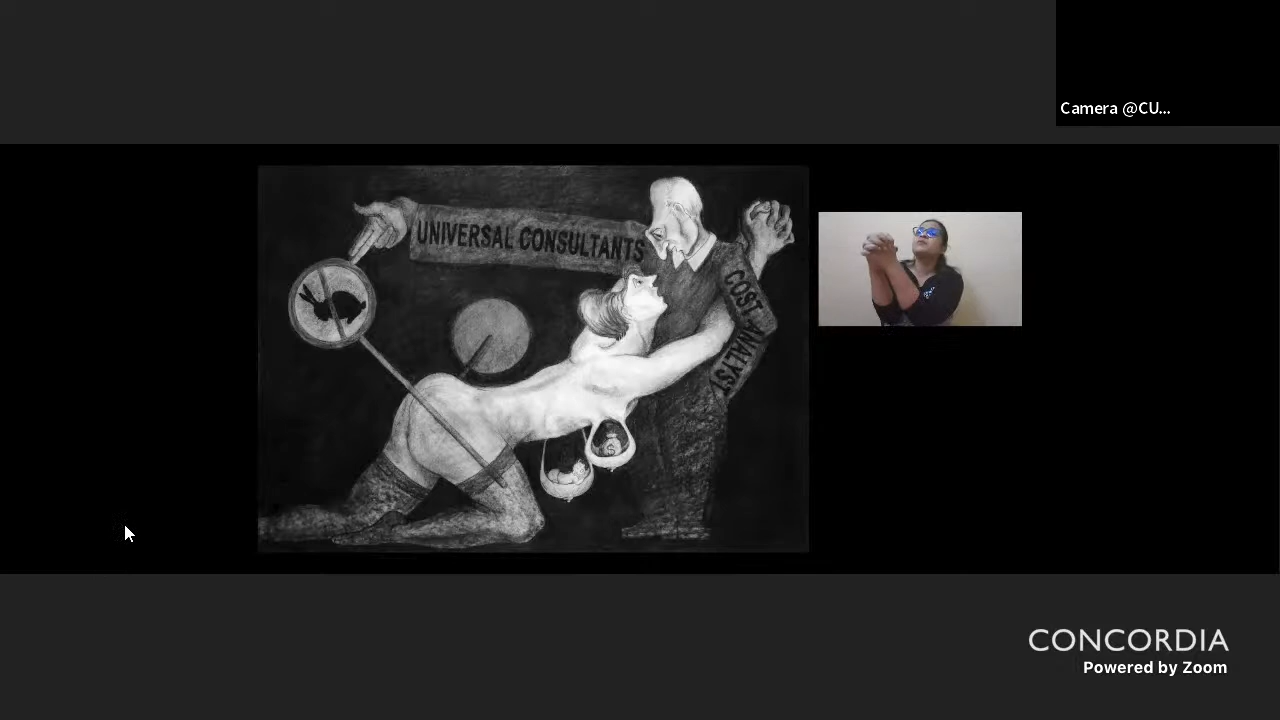 Camera @CU...
UNIVERSAL CONSULTANTS
COST ANALYST
$
CONCORDIA
Powered by Zoom